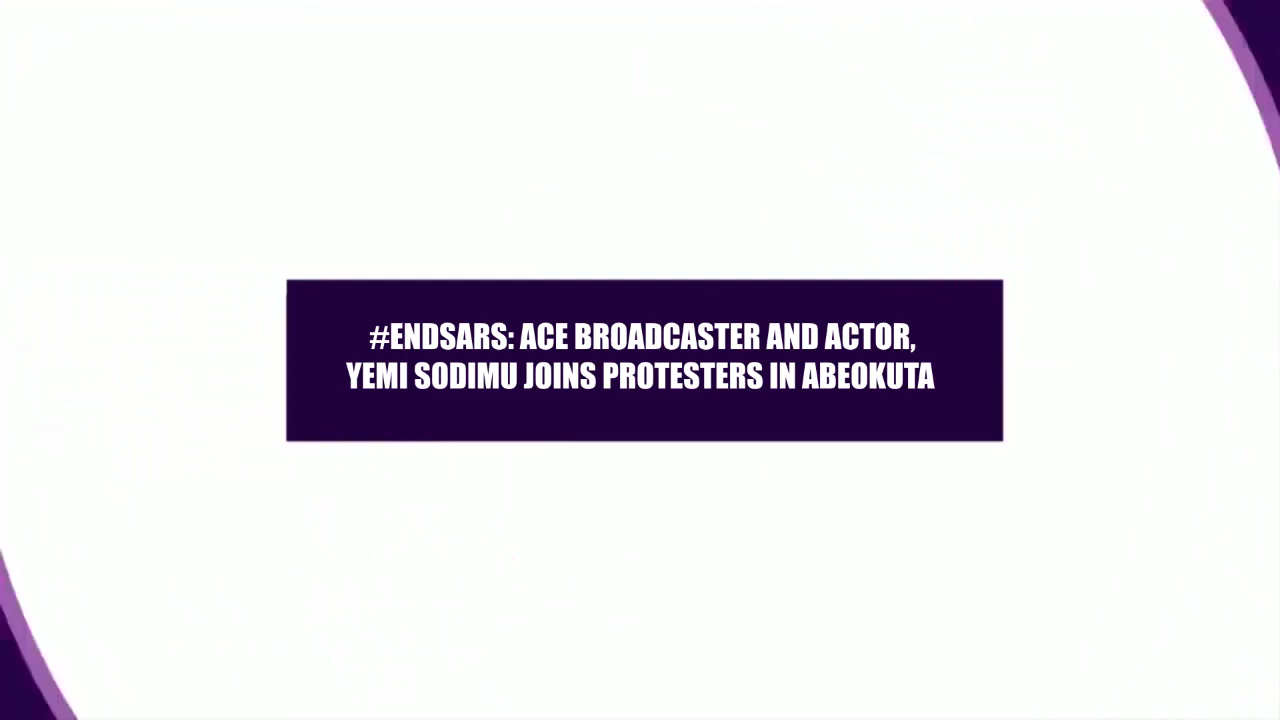 #ENDSARS: ACE BROADCASTER AND ACTOR,
YEMI SODIMU JOINS PROTESTERS IN ABEOKUTA